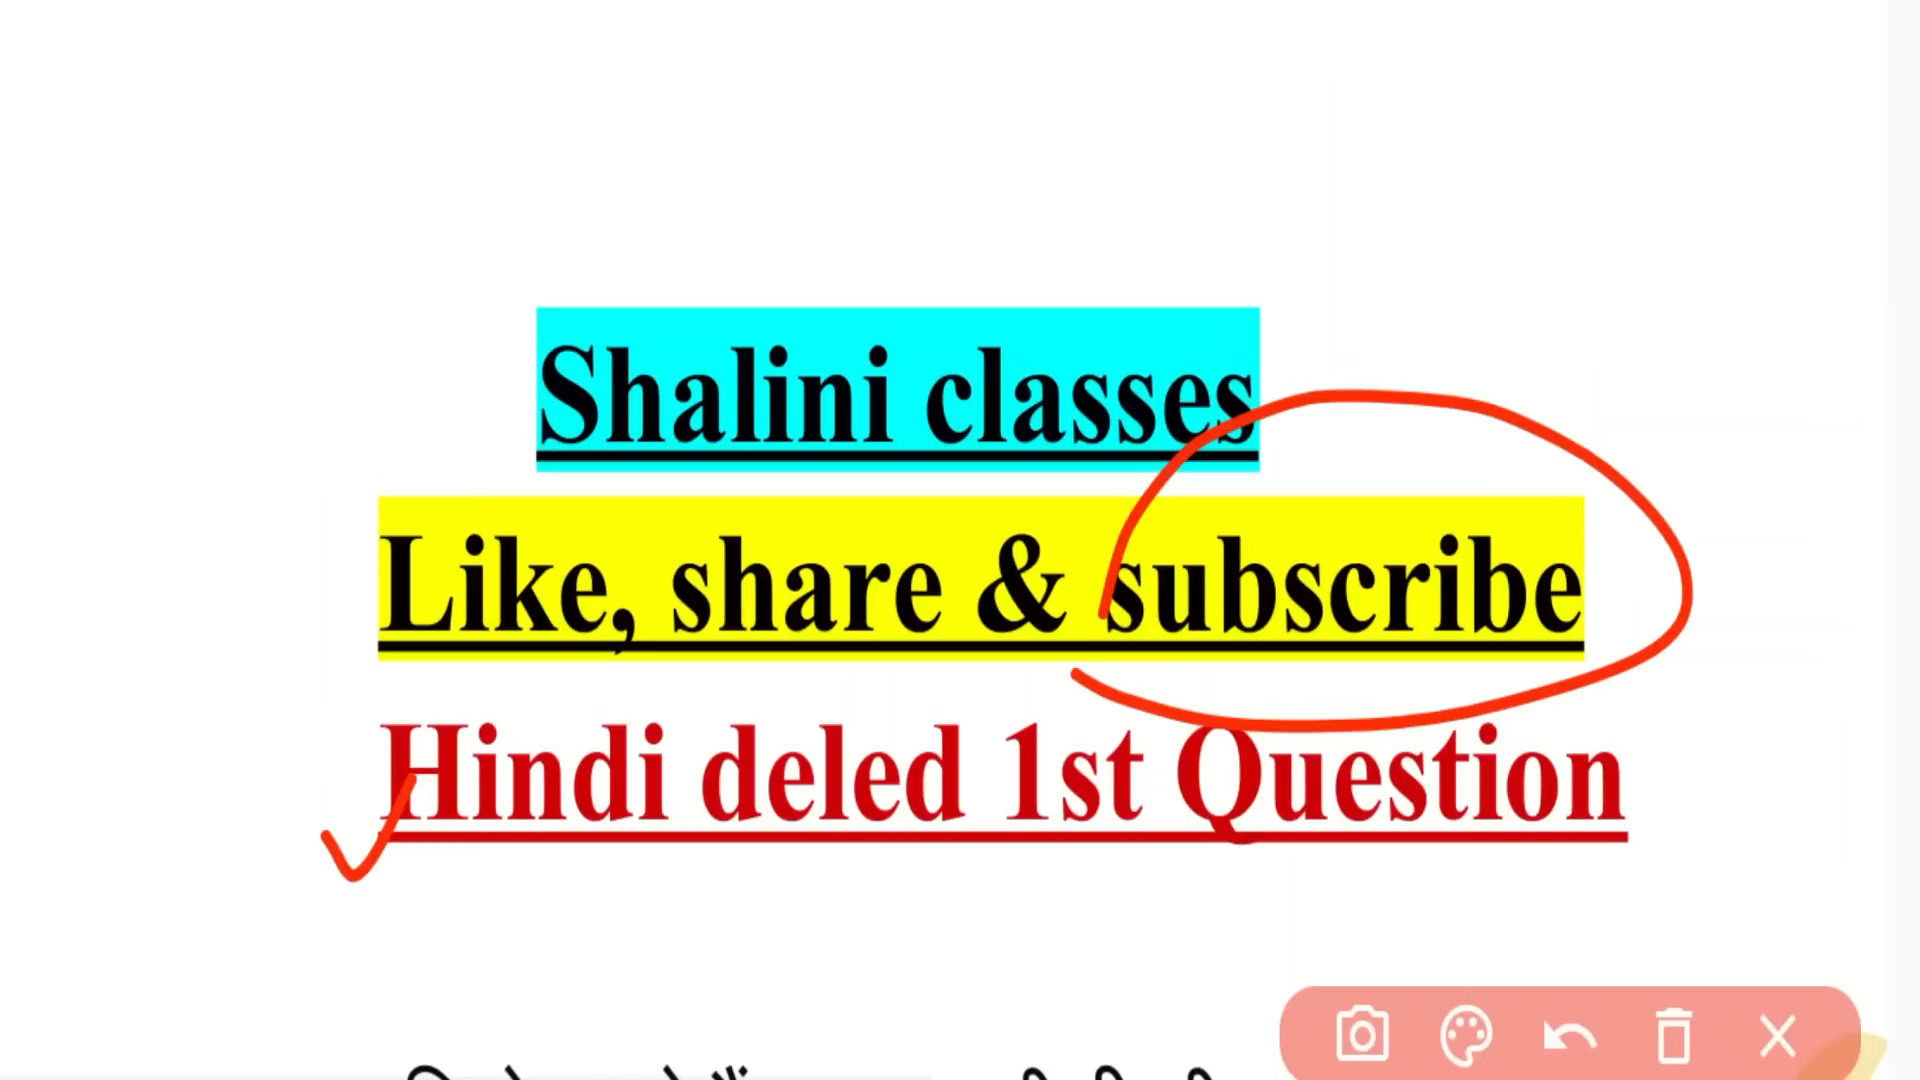 Shalini classes
Like, share & subscribe
Hindi deled 1st Question